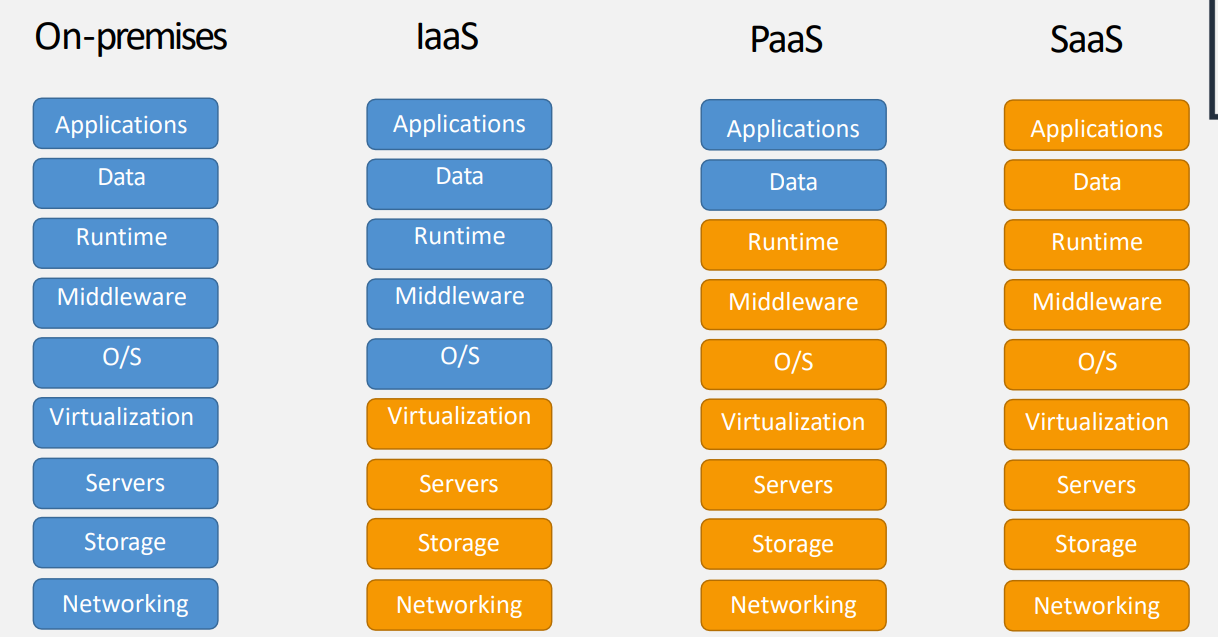 On-premises
IaaS
PaaS
SaaS
Applications
Applications
Applications
Applications
Data
Data
Data
Data
Runtime
Runtime
Runtime
Runtime
Middleware
Middleware
Middleware
Middleware
O/S
O/S
O/S
O/S
Virtualization
Virtualization
Virtualization
Virtualization
Servers
Servers
Servers
Servers
Storage
Storage
Storage
Storage
Networking
Networking
Networking
Networking